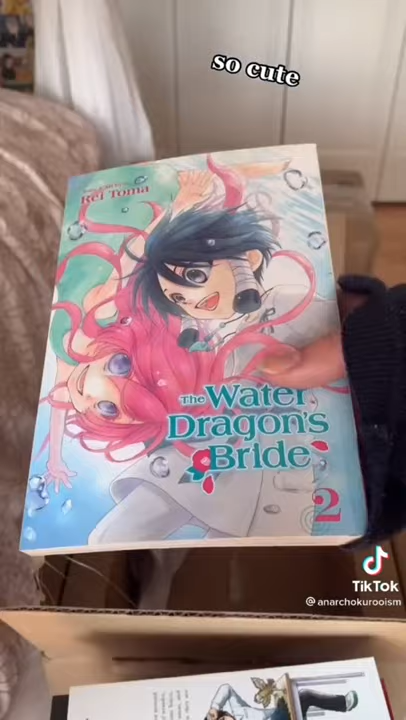 so cute
Rei Toma
The Water
Dragon's
Bride
2
TikTok
@anarchokurooism